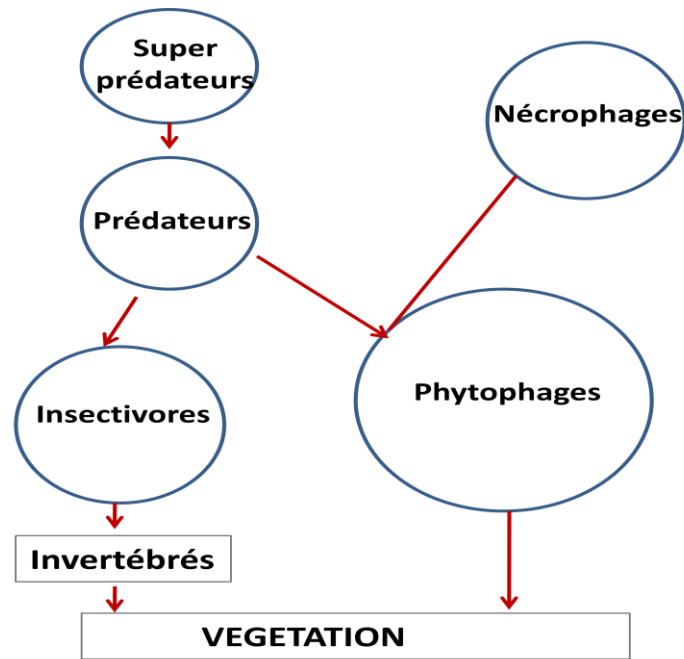 Super
prédateurs
Nécrophages
Prédateurs
Phytophages
Insectivores
Invertébrés
VEGETATION